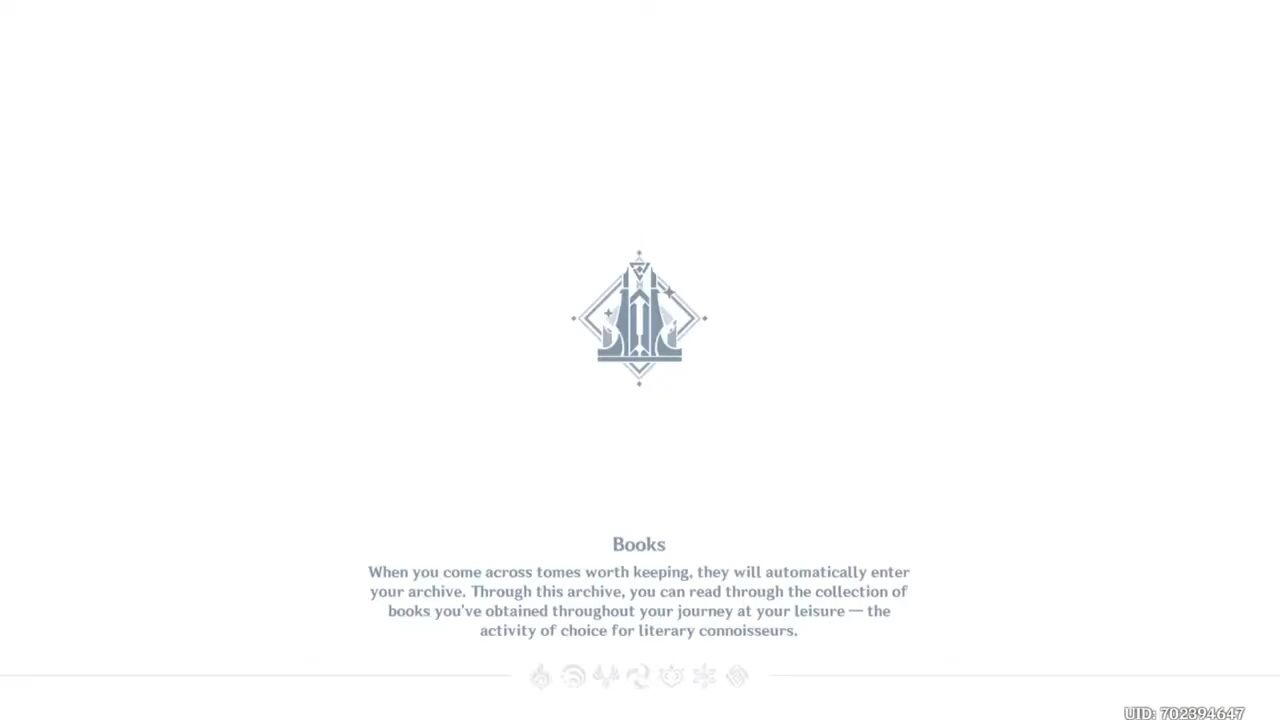 Books
When you come across tomes worth keeping, they will automatically enter
your archive. Through this archive, you can read through the collection of
books you've obtained throughout your journey at your leisure — the
activity of choice for literary connoisseurs.
UID: 702394647